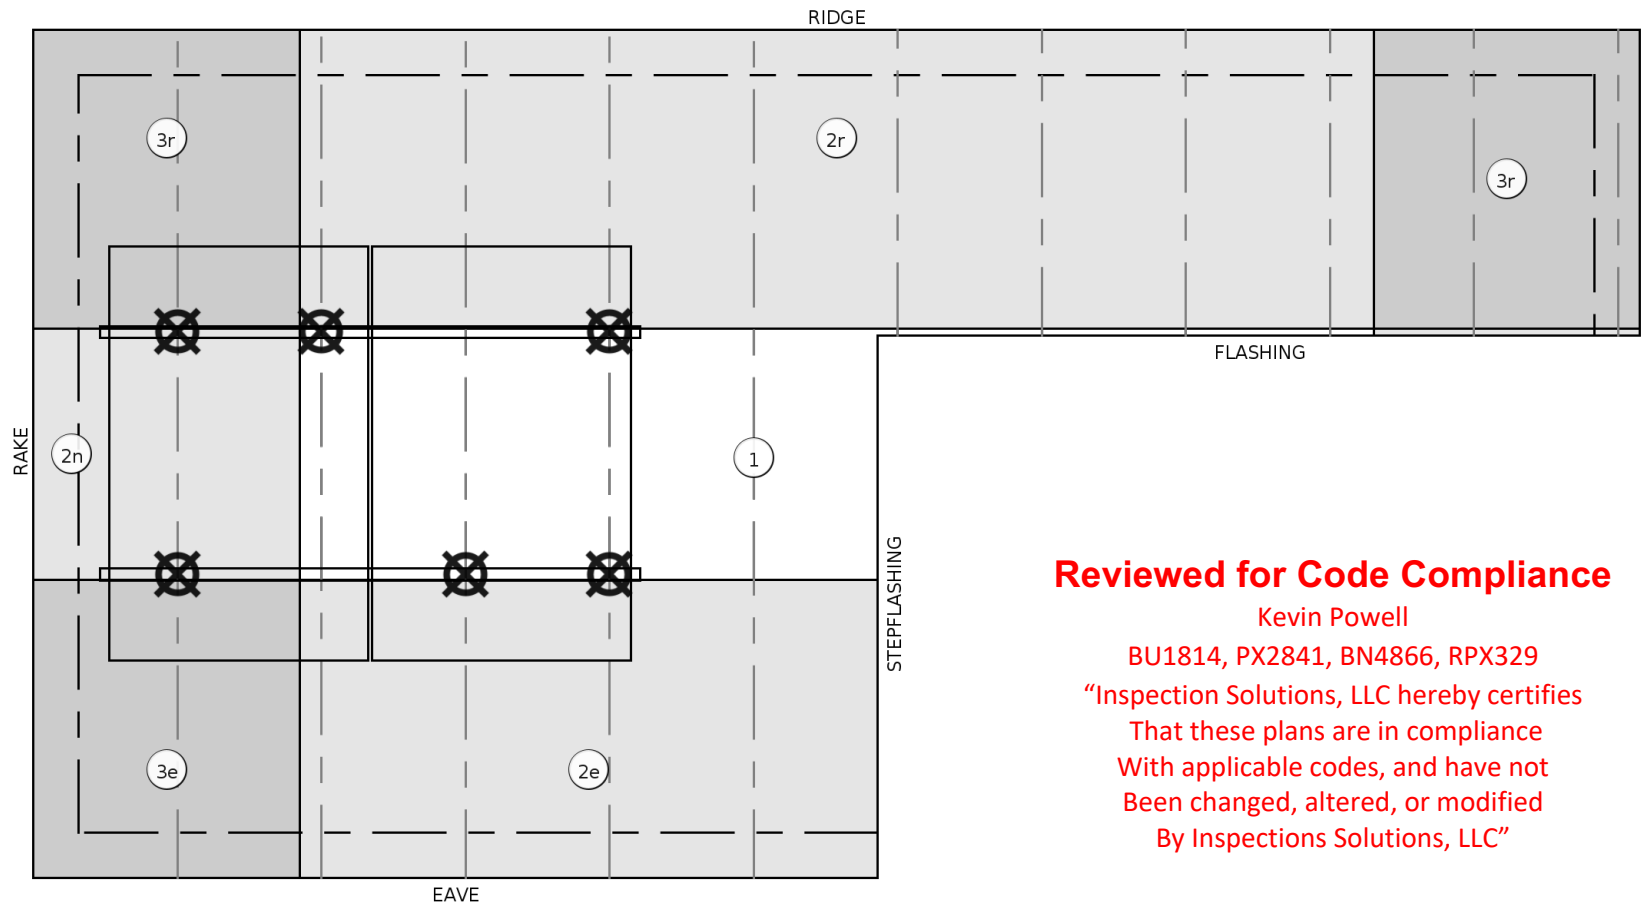 RIDGE
3r
2r
3r
FLASHING
RAKE
2n
1
STEPFLASHING
3e
2e
EAVE
Reviewed for Code Compliance
Kevin Powell
BU1814, PX2841, BN4866, RPX329
“Inspection Solutions, LLC hereby certifies
That these plans are in compliance
With applicable codes, and have not
Been changed, altered, or modified
By Inspections Solutions, LLC”